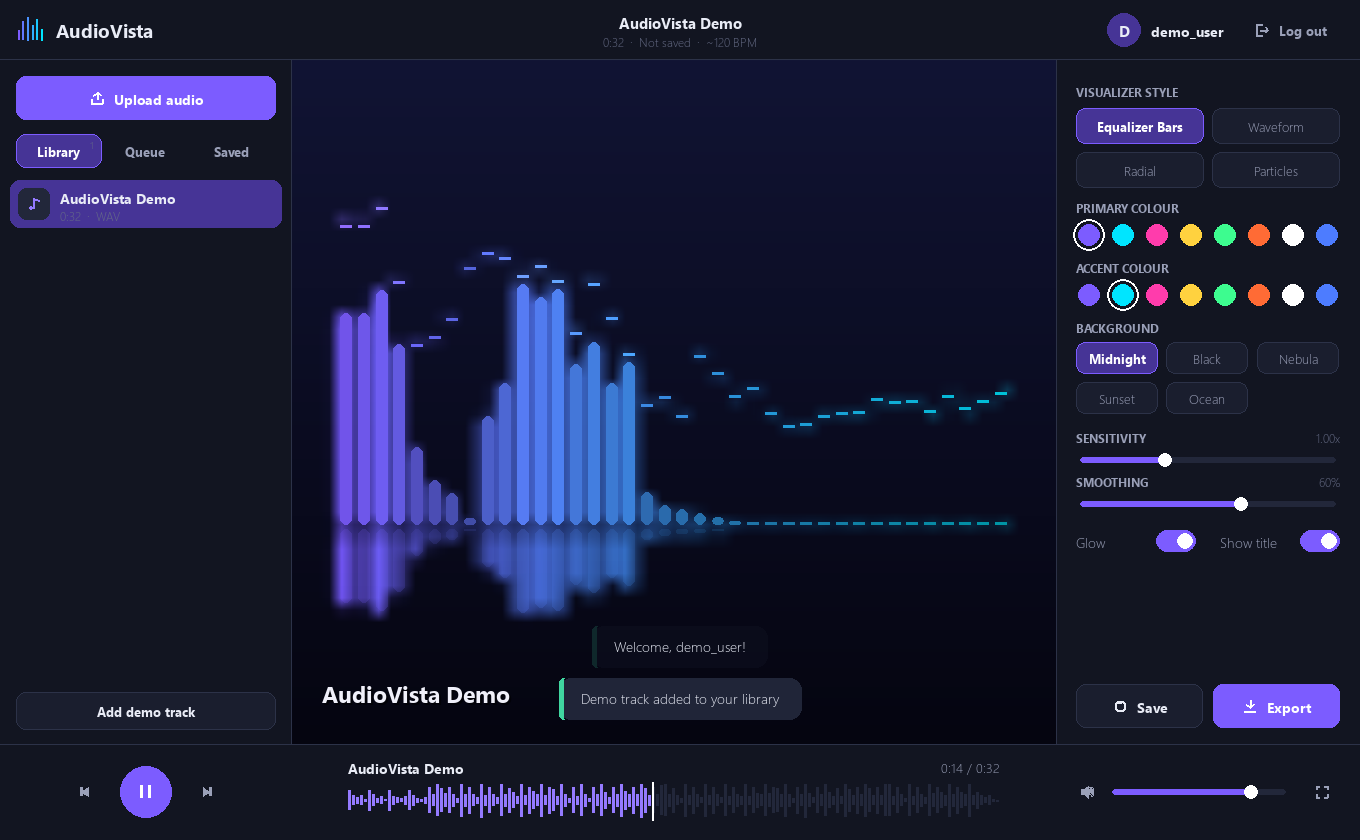 AudioVista
AudioVista Demo
0:32 · Not saved · ~120 BPM
D
demo_user
Log out
Upload audio
Library 1
Queue
Saved
AudioVista Demo
0:32 · WAV
Add demo track
Welcome, demo_user!
AudioVista Demo
Demo track added to your library
VISUALIZER STYLE
Equalizer Bars
Waveform
Radial
Particles
PRIMARY COLOUR
ACCENT COLOUR
BACKGROUND
Midnight
Black
Nebula
Sunset
Ocean
SENSITIVITY
1.00x
SMOOTHING
60%
Glow
Show title
Save
Export
AudioVista Demo
0:14 / 0:32